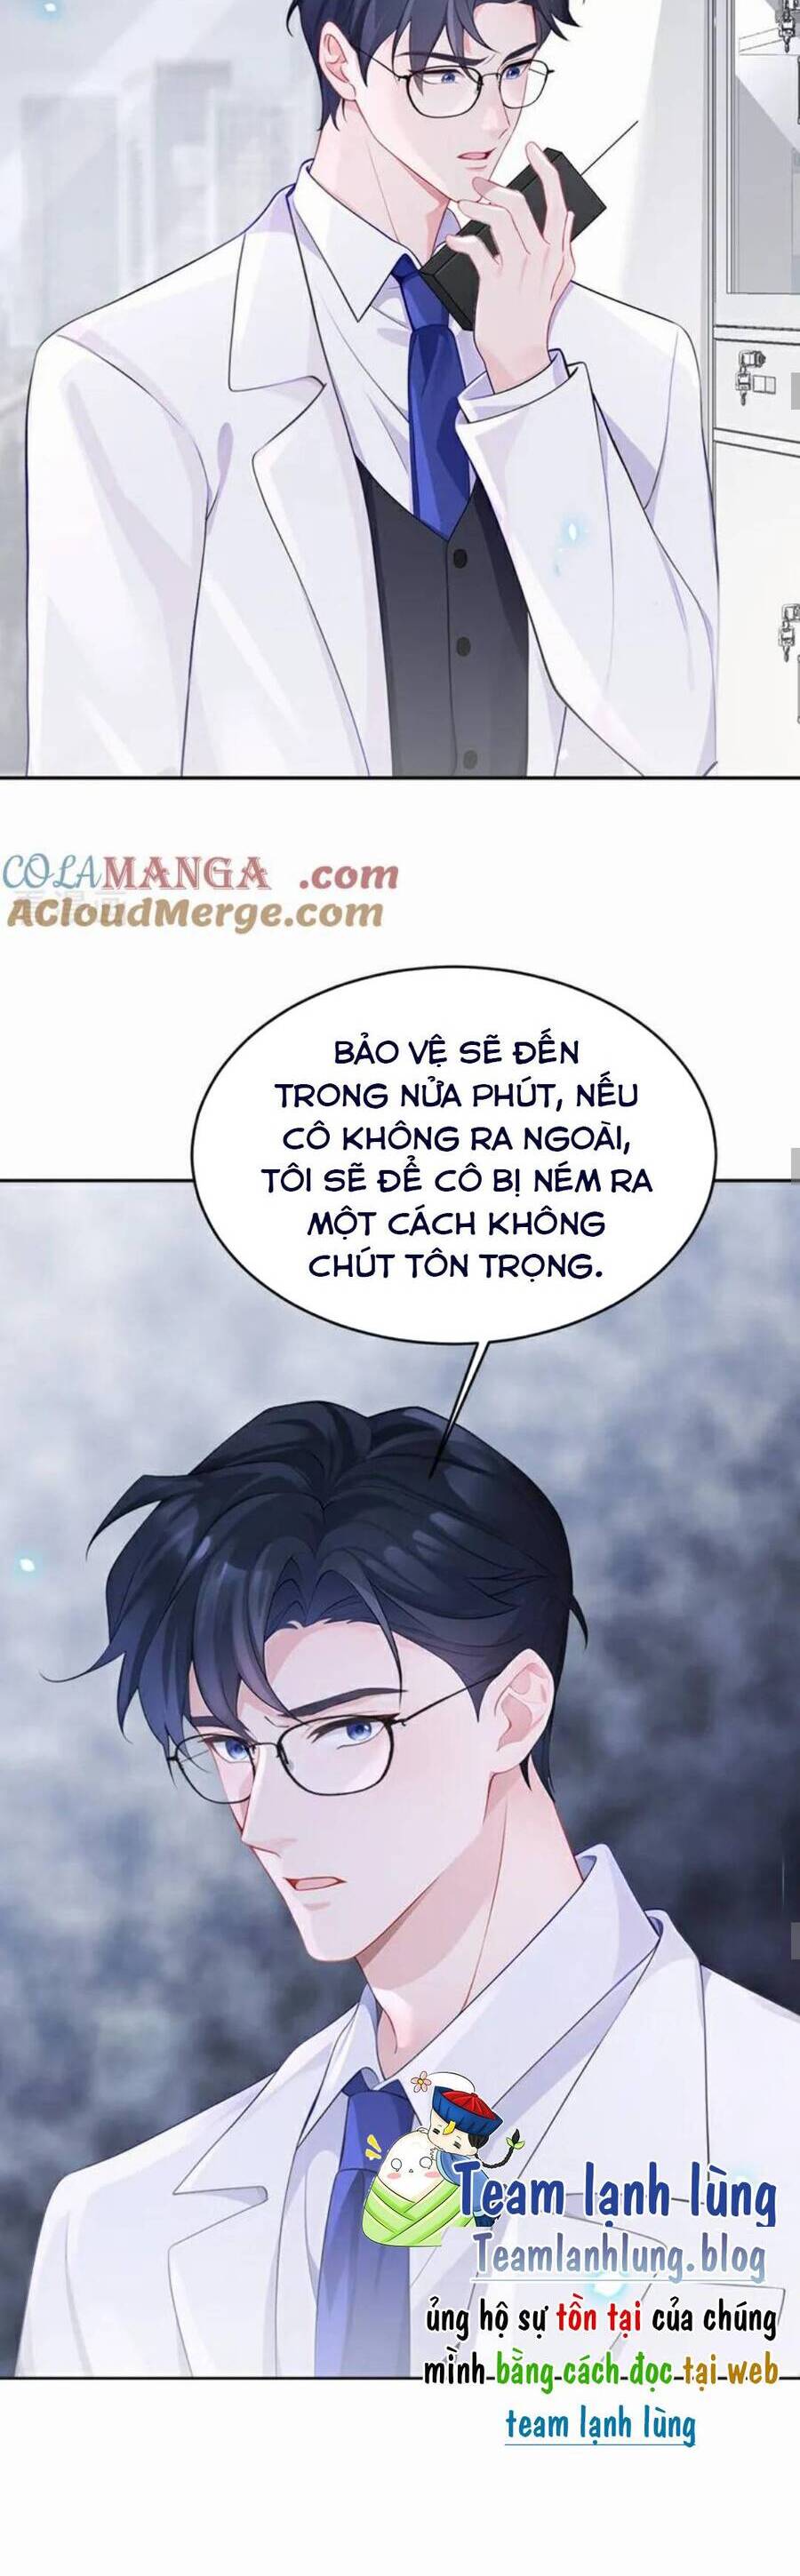 COLAMANGA .com
AcloudMerge.com
BẢO VỆ SẼ ĐẾN
TRONG NỬA PHÚT, NẾU
CÔ KHÔNG RA NGOÀI,
TÔI SẼ ĐỂ CÔ BỊ NÉM RA
MỘT CÁCH KHÔNG
CHÚT TÔN TRỌNG.
Team lạnh lùng
Teamlanhlung.blog
ủng hộ sự tồn tại của chúng
mình bằng cách đọc tại web
team lạnh lùng